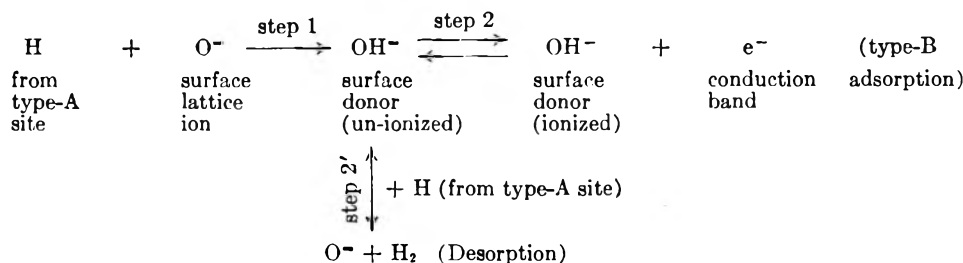 step 1 step 2
H + O⁻ OH⁻ OH⁻ + e⁻ (type-B
from surface surface surface conduction adsorption)
type-A lattice donor donor band
site ion (un-ionized) (ionized)
step 2′
+ H (from type-A site)
O⁻ + H₂ (Desorption)